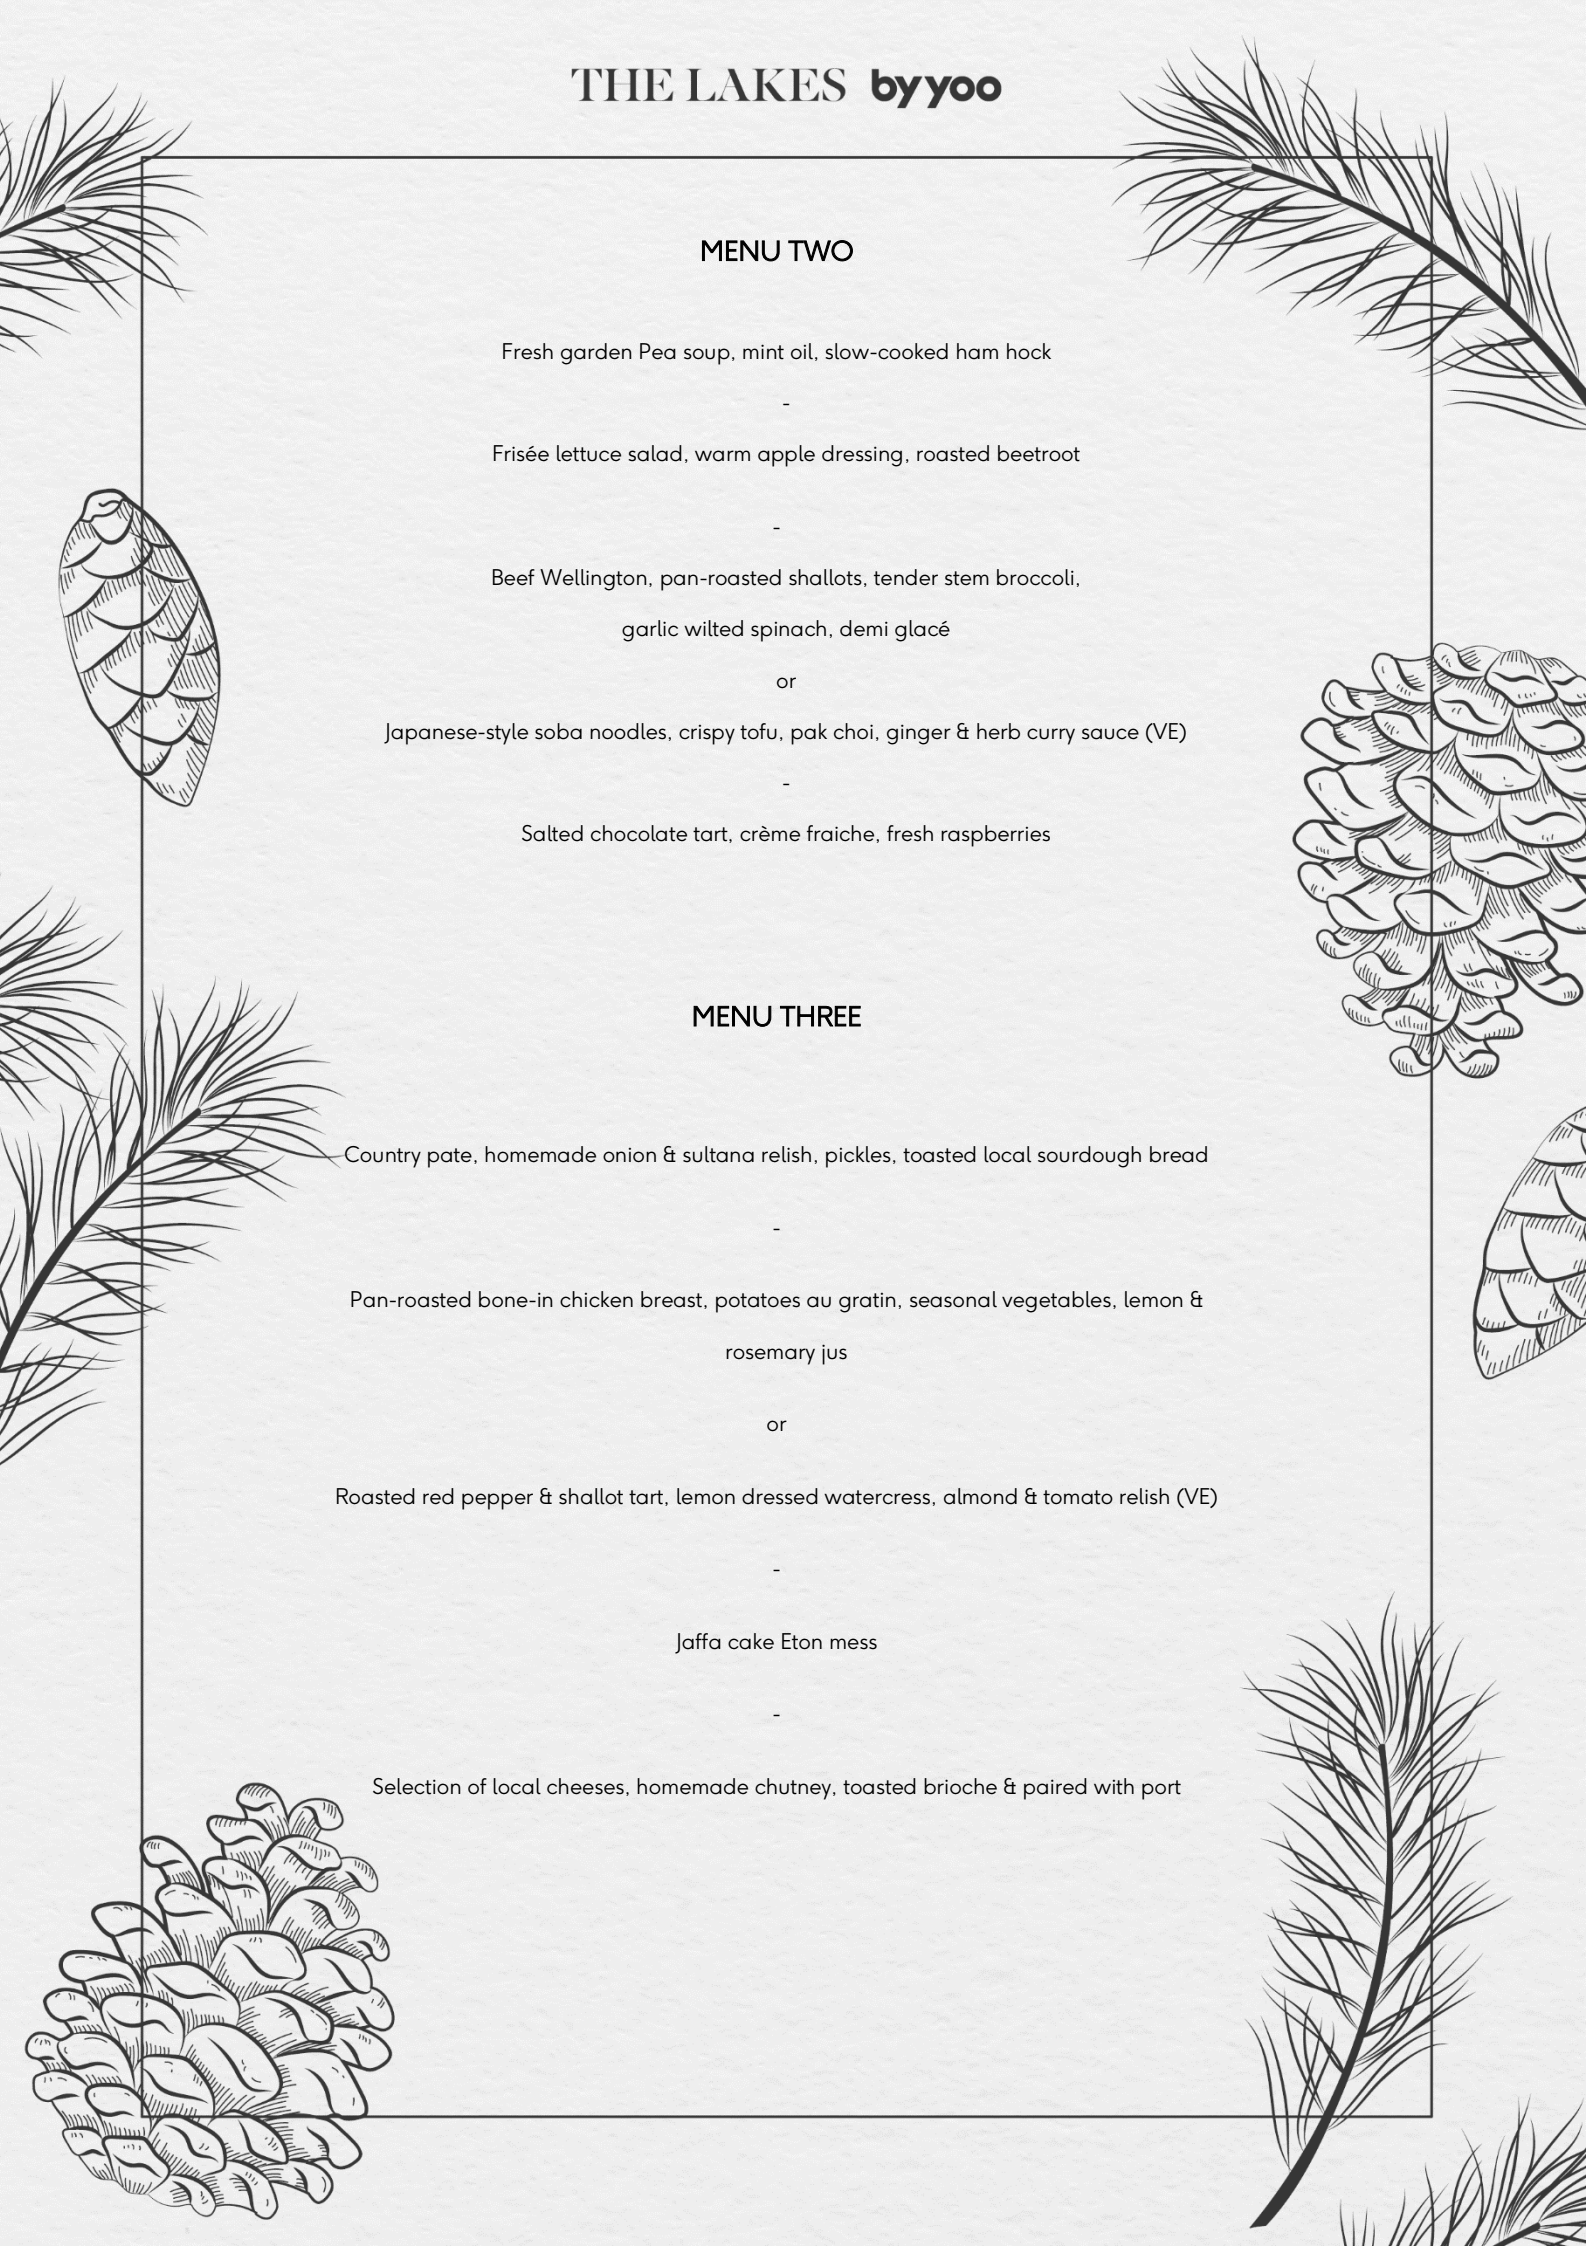 THE LAKES by yoo
MENU TWO
Fresh garden Pea soup, mint oil, slow-cooked ham hock
-
Frisée lettuce salad, warm apple dressing, roasted beetroot
-
Beef Wellington, pan-roasted shallots, tender stem broccoli,
garlic wilted spinach, demi glacé
or
Japanese-style soba noodles, crispy tofu, pak choi, ginger & herb curry sauce (VE)
-
Salted chocolate tart, crème fraiche, fresh raspberries
MENU THREE
Country pate, homemade onion & sultana relish, pickles, toasted local sourdough bread
-
Pan-roasted bone-in chicken breast, potatoes au gratin, seasonal vegetables, lemon &
rosemary jus
or
Roasted red pepper & shallot tart, lemon dressed watercress, almond & tomato relish (VE)
-
Jaffa cake Eton mess
-
Selection of local cheeses, homemade chutney, toasted brioche & paired with port